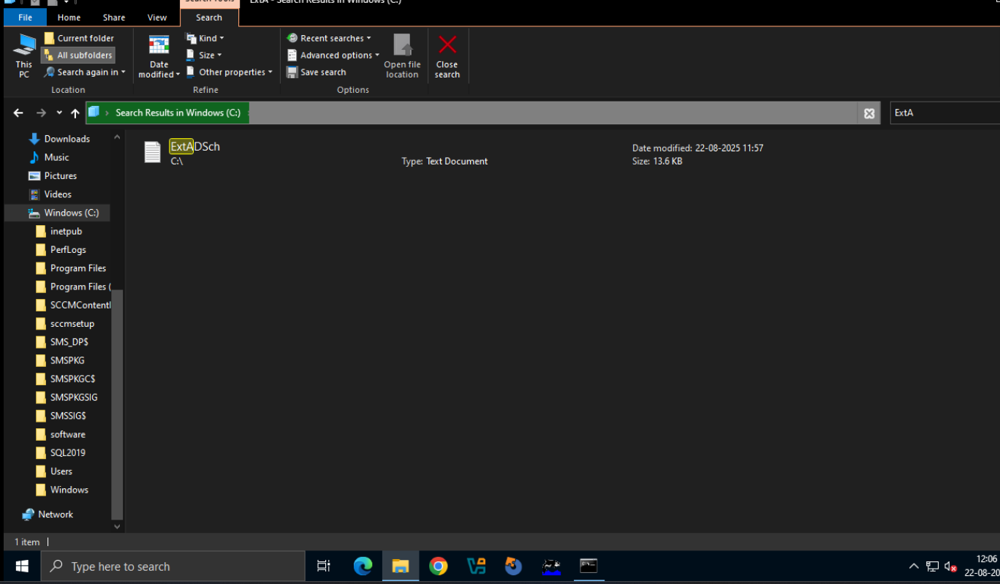 Search Tools
ExtA - Search Results in Windows (C:)
File
Home
Share
View
Search
This PC
Current folder
All subfolders
Search again in
Location
Date modified
Kind
Size
Other properties
Refine
Recent searches
Advanced options
Save search
Open file location
Options
Close search
Search Results in Windows (C:)
ExtA
Downloads
Music
Pictures
Videos
Windows (C:)
inetpub
PerfLogs
Program Files
Program Files (
SCCMContentl
sccmsetup
SMS_DP$
SMSPKG
SMSPKGC$
SMSPKGSIG
SMSSIG$
software
SQL2019
Users
Windows
Network
ExtADSch
C:\
Type: Text Document
Date modified: 22-08-2025 11:57
Size: 13.6 KB
1 item
Type here to search
12:06
22-08-20